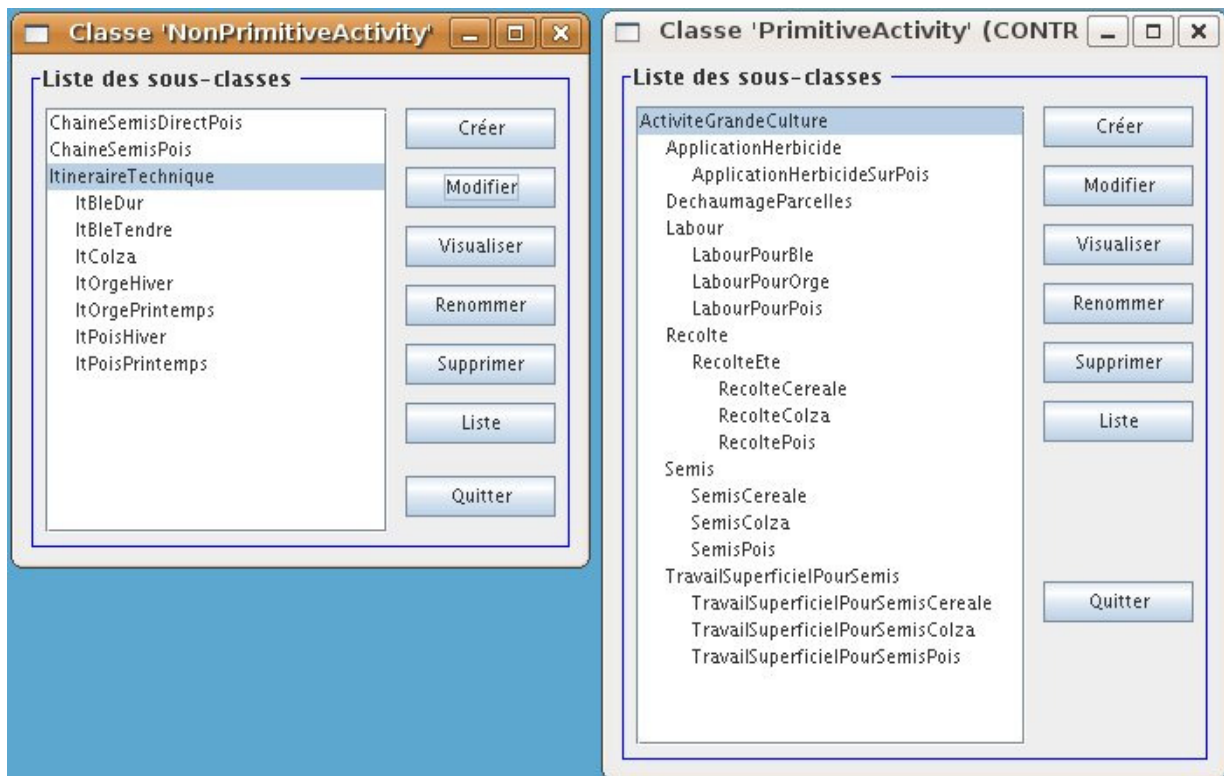 Classe 'NonPrimitiveActivity'
Liste des sous-classes
ChaineSemisDirectPois
ChaineSemisPois
ItineraireTechnique
ItBleDur
ItBleTendre
ItColza
ItOrgeHiver
ItOrgePrintemps
ItPoisHiver
ItPoisPrintemps
Créer
Modifier
Visualiser
Renommer
Supprimer
Liste
Quitter
Classe 'PrimitiveActivity' (CONTR
Liste des sous-classes
ActiviteGrandeCulture
ApplicationHerbicide
ApplicationHerbicideSurPois
DechaumageParcelles
Labour
LabourPourBle
LabourPourOrge
LabourPourPois
Recolte
RecolteEte
RecolteCereale
RecolteColza
RecoltePois
Semis
SemisCereale
SemisColza
SemisPois
TravailSuperficielPourSemis
TravailSuperficielPourSemisCereale
TravailSuperficielPourSemisColza
TravailSuperficielPourSemisPois
Créer
Modifier
Visualiser
Renommer
Supprimer
Liste
Quitter